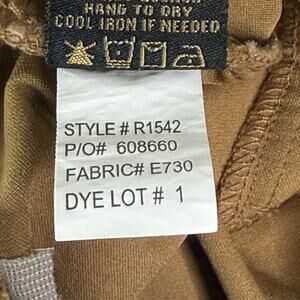 HANG TO DRY
COOL IRON IF NEEDED
STYLE # R1542
P/O# 608660
FABRIC# E730
DYE LOT # 1